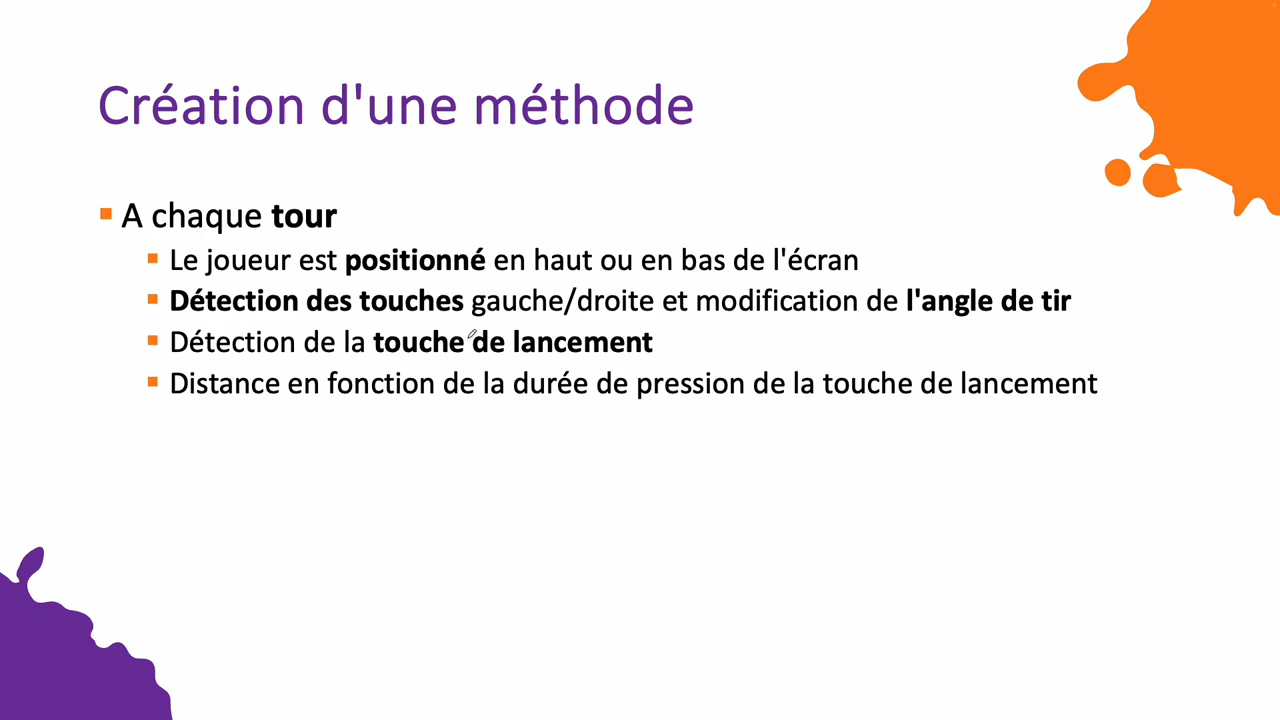 Création d'une méthode
A chaque tour
Le joueur est positionné en haut ou en bas de l'écran
Détection des touches gauche/droite et modification de l'angle de tir
Détection de la touche de lancement
Distance en fonction de la durée de pression de la touche de lancement